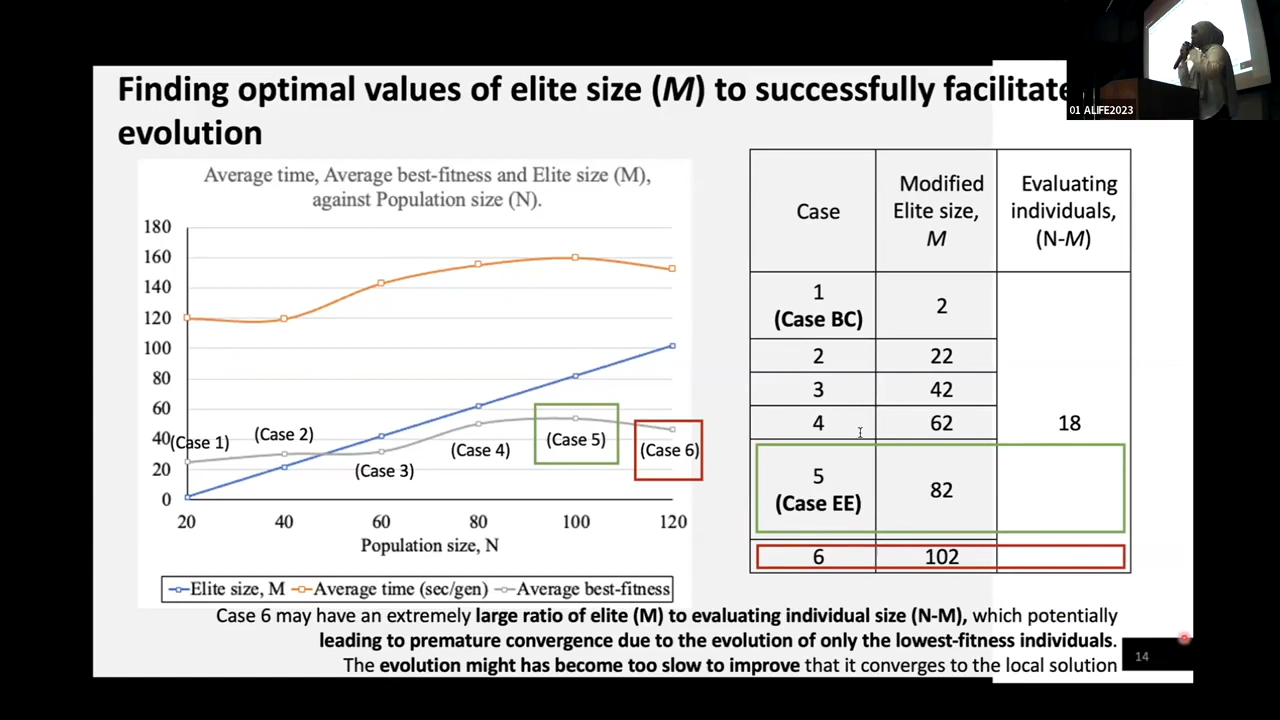 Finding optimal values of elite size (M) to successfully facilitate
evolution
01 ALIFE2023
Average time, Average best-fitness and Elite size (M),
against Population size (N).
180
160
140
120
100
80
60
40
20
0
(Case 1)
(Case 2)
(Case 3)
(Case 4)
(Case 5)
(Case 6)
20 40 60 80 100 120
Population size, N
Elite size, M Average time (sec/gen) Average best-fitness
Case Modified Elite size, M Evaluating individuals, (N-M)
1 (Case BC) 2
2 22
3 42
4 62 18
5 (Case EE) 82
6 102
Case 6 may have an extremely large ratio of elite (M) to evaluating individual size (N-M), which potentially
leading to premature convergence due to the evolution of only the lowest-fitness individuals.
The evolution might has become too slow to improve that it converges to the local solution
14